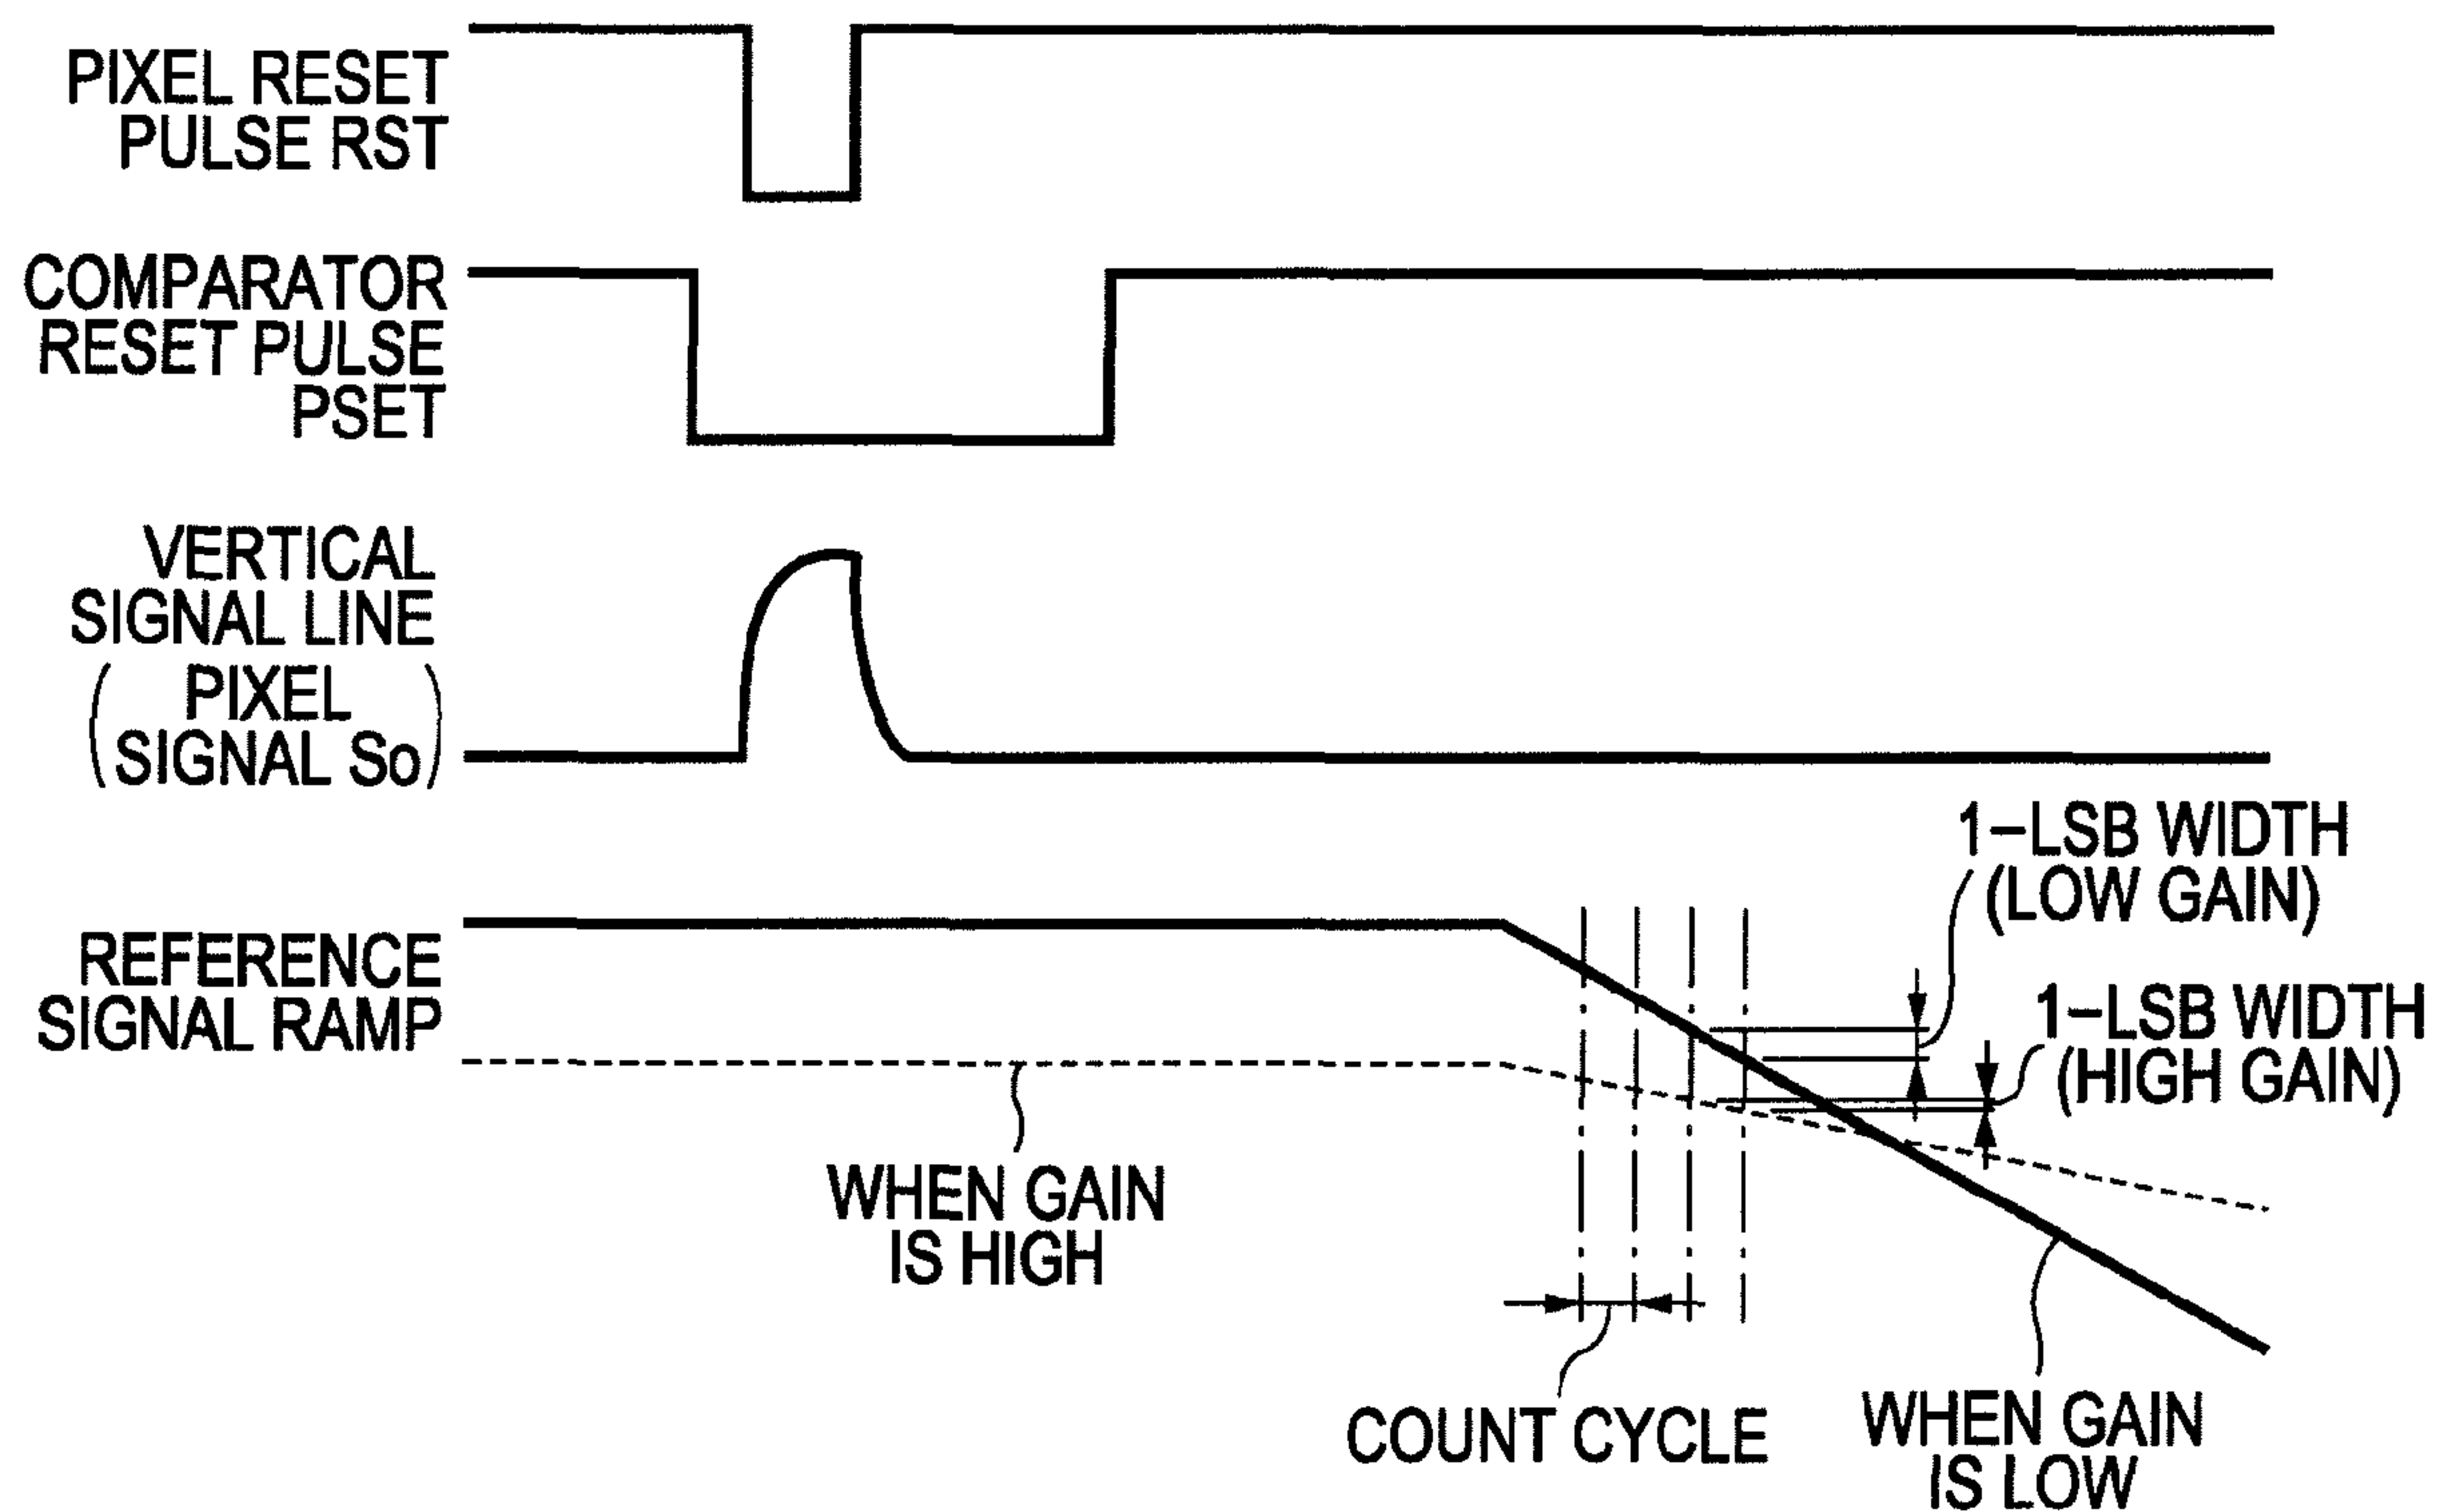 PIXEL RESET
PULSE RST
COMPARATOR
RESET PULSE
PSET
VERTICAL
SIGNAL LINE
(PIXEL
SIGNAL So)
1-LSB WIDTH
(LOW GAIN)
REFERENCE
SIGNAL RAMP
1-LSB WIDTH
(HIGH GAIN)
WHEN GAIN
IS HIGH
COUNT CYCLE
WHEN GAIN
IS LOW